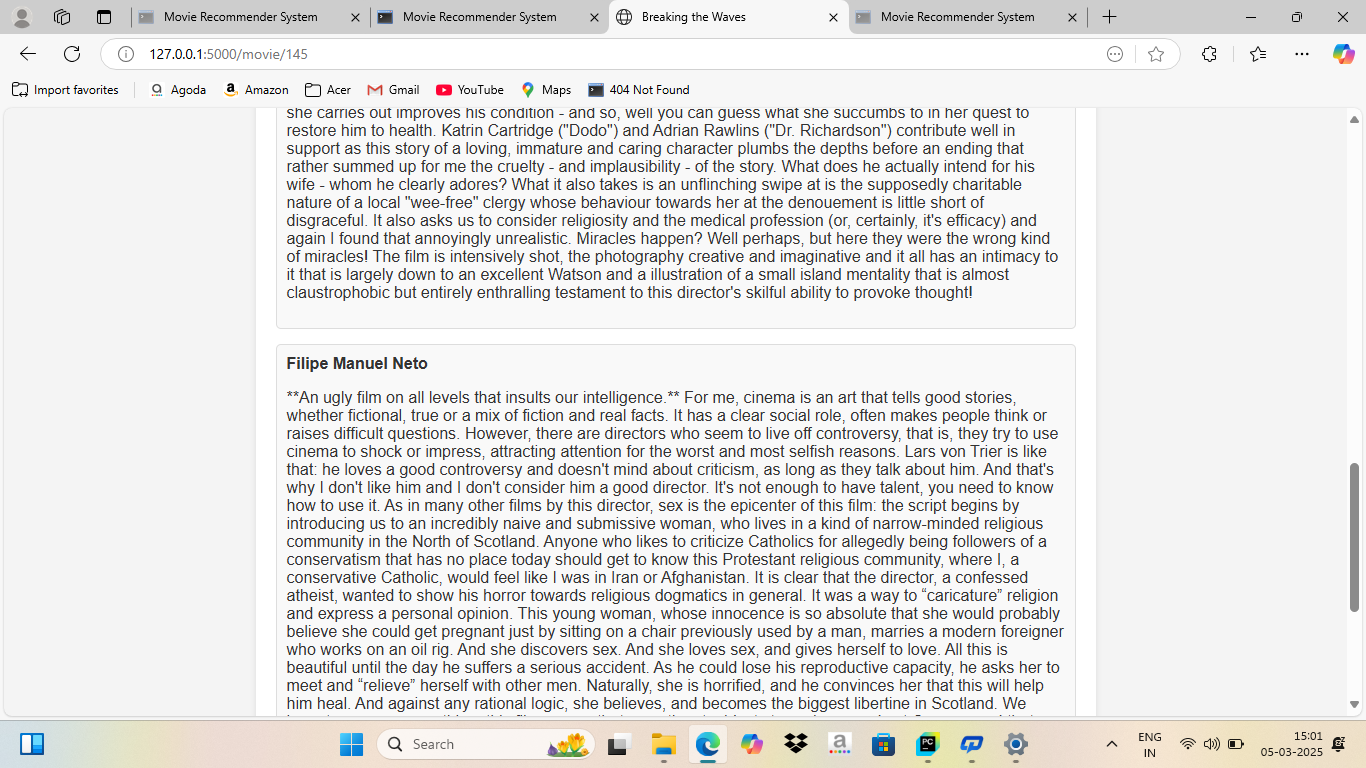 Movie Recommender System
Movie Recommender System
Breaking the Waves
Movie Recommender System
127.0.0.1:5000/movie/145
Import favorites
Agoda
Amazon
Acer
Gmail
YouTube
Maps
404 Not Found
she carries out improves his condition - and so, well you can guess what she succumbs to in her quest to
restore him to health. Katrin Cartridge ("Dodo") and Adrian Rawlins ("Dr. Richardson") contribute well in
support as this story of a loving, immature and caring character plumbs the depths before an ending that
rather summed up for me the cruelty - and implausibility - of the story. What does he actually intend for his
wife - whom he clearly adores? What it also takes is an unflinching swipe at is the supposedly charitable
nature of a local "wee-free" clergy whose behaviour towards her at the denouement is little short of
disgraceful. It also asks us to consider religiosity and the medical profession (or, certainly, it's efficacy) and
again I found that annoyingly unrealistic. Miracles happen? Well perhaps, but here they were the wrong kind
of miracles! The film is intensively shot, the photography creative and imaginative and it all has an intimacy to
it that is largely down to an excellent Watson and a illustration of a small island mentality that is almost
claustrophobic but entirely enthralling testament to this director's skilful ability to provoke thought!
Filipe Manuel Neto
**An ugly film on all levels that insults our intelligence.** For me, cinema is an art that tells good stories,
whether fictional, true or a mix of fiction and real facts. It has a clear social role, often makes people think or
raises difficult questions. However, there are directors who seem to live off controversy, that is, they try to use
cinema to shock or impress, attracting attention for the worst and most selfish reasons. Lars von Trier is like
that: he loves a good controversy and doesn't mind about criticism, as long as they talk about him. And that's
why I don't like him and I don't consider him a good director. It's not enough to have talent, you need to know
how to use it. As in many other films by this director, sex is the epicenter of this film: the script begins by
introducing us to an incredibly naive and submissive woman, who lives in a kind of narrow-minded religious
community in the North of Scotland. Anyone who likes to criticize Catholics for allegedly being followers of a
conservatism that has no place today should get to know this Protestant religious community, where I, a
conservative Catholic, would feel like I was in Iran or Afghanistan. It is clear that the director, a confessed
atheist, wanted to show his horror towards religious dogmatics in general. It was a way to “caricature” religion
and express a personal opinion. This young woman, whose innocence is so absolute that she would probably
believe she could get pregnant just by sitting on a chair previously used by a man, marries a modern foreigner
who works on an oil rig. And she discovers sex. And she loves sex, and gives herself to love. All this is
beautiful until the day he suffers a serious accident. As he could lose his reproductive capacity, he asks her to
meet and “relieve” herself with other men. Naturally, she is horrified, and he convinces her that this will help
him heal. And against any rational logic, she believes, and becomes the biggest libertine in Scotland. We
Search
ENG
IN
15:01
05-03-2025